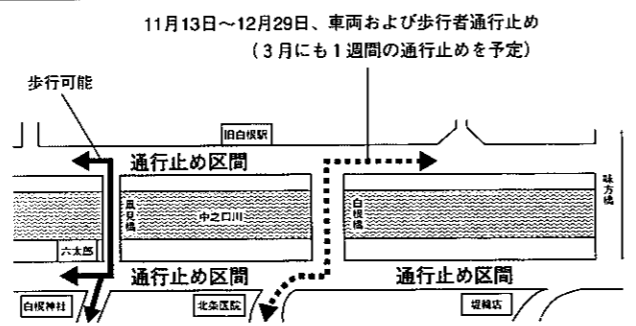 11月13日～12月29日、車両および歩行者通行止め
（３月にも１週間の通行止めを予定）
歩行可能
旧白根駅
通行止め区間
味方橋
凰見橋
中之口川
白根橋
六太郎
通行止め区間
通行止め区間
白根神社
北条医院
堤鶴店